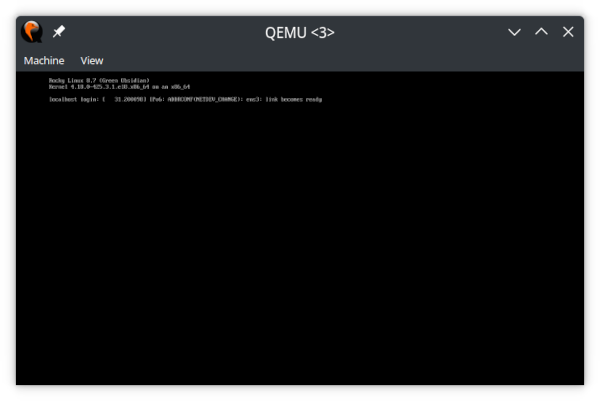 QEMU <3>
Machine View
Rocky Linux 8.7 (Green Obsidian)
Kernel 4.18.0-425.3.1.el8.x86_64 on an x86_64
localhost login: [ 31.200098] IPv6: ADDRCONF(NETDEV_CHANGE): ens3: link becomes ready